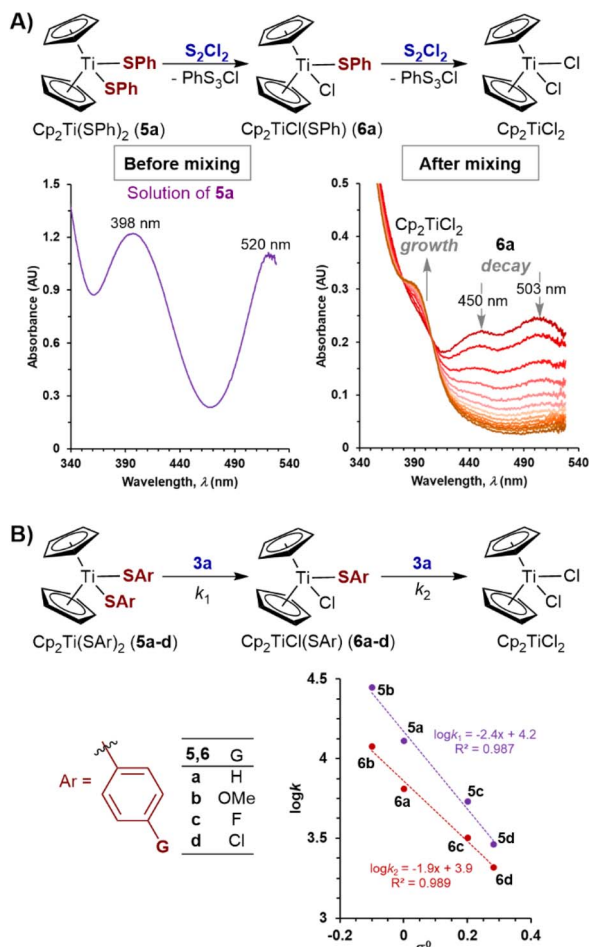 A)
S2Cl2
S2Cl2
Ti SPh SPh
- PhS3Cl
Ti SPh Cl
- PhS3Cl
Ti Cl Cl
Cp2Ti(SPh)2 (5a)
Cp2TiCl(SPh) (6a)
Cp2TiCl2
Before mixing
After mixing
Solution of 5a
398 nm
520 nm
Absorbance (AU)
1.5
1.2
0.9
0.6
0.3
0
340 390 440 490 540
Wavelength, λ (nm)
Cp2TiCl2
growth
6a
decay
450 nm
503 nm
Absorbance (AU)
0.5
0.4
0.3
0.2
0.1
0
340 390 440 490 540
Wavelength, λ (nm)
B)
3a
3a
Ti SAr SAr
k1
Ti SAr Cl
k2
Ti Cl Cl
Cp2Ti(SAr)2 (5a-d)
Cp2TiCl(SAr) (6a-d)
Cp2TiCl2
Ar =
G
5,6 G
a H
b OMe
c F
d Cl
logk
4.5
4
3.5
3
5b
5a
5c
5d
6b
6a
6c
6d
logk1 = -2.4x + 4.2
R² = 0.987
logk2 = -1.9x + 3.9
R² = 0.989
-0.2 0 0.2 0.4